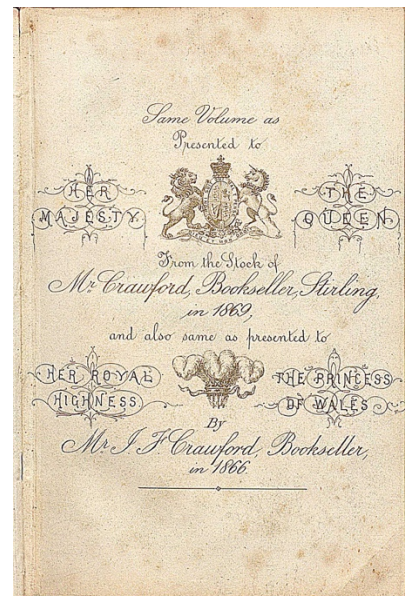 Same Volume as
Presented to
HER MAJESTY THE QUEEN
From the Stock of
Mr Crawford, Bookseller, Stirling,
in 1869,
and also same as presented to
HER ROYAL HIGHNESS THE PRINCESS OF WALES
By
Mr J. F. Crawford, Bookseller,
in 1866.